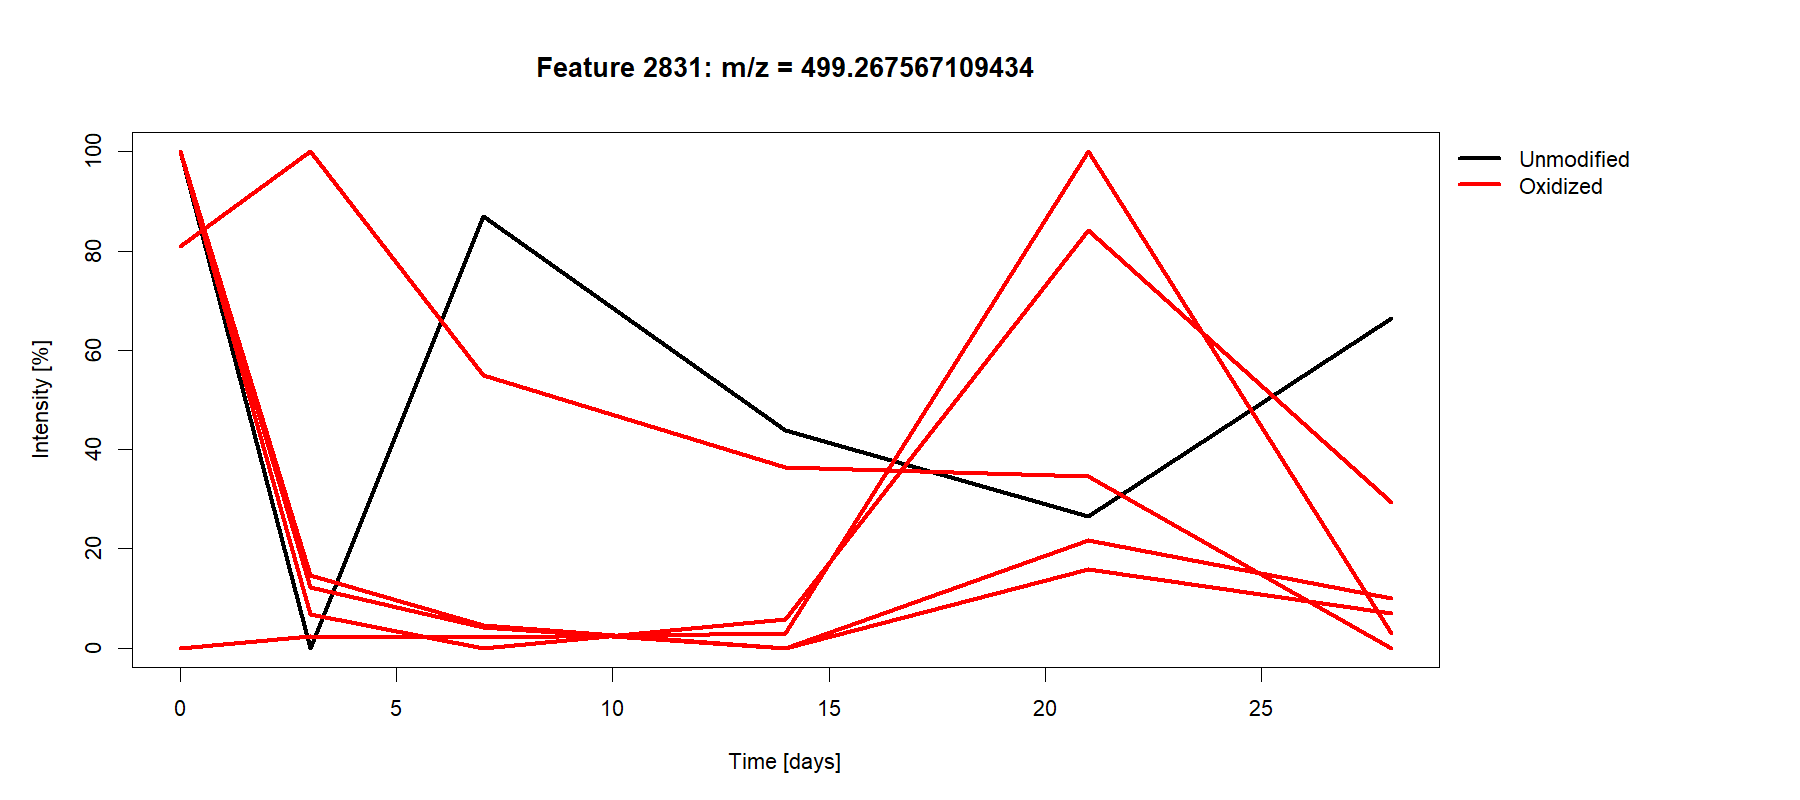 Feature 2831: m/z = 499.267567109434
Unmodified
Oxidized
Intensity [%]
100
80
60
40
20
0
0 5 10 15 20 25
Time [days]